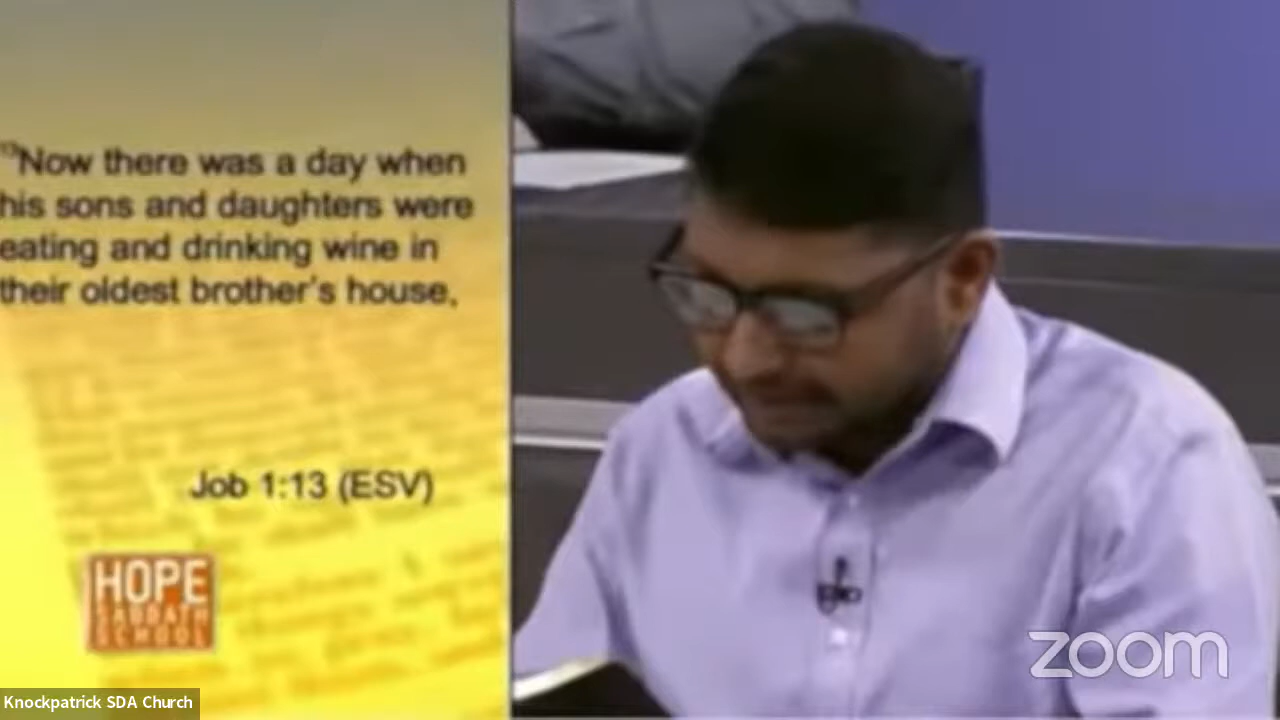 ¹³Now there was a day when
his sons and daughters were
eating and drinking wine in
their oldest brother's house,
Job 1:13 (ESV)
HOPE
SABBATH
SCHOOL
zoom
Knockpatrick SDA Church